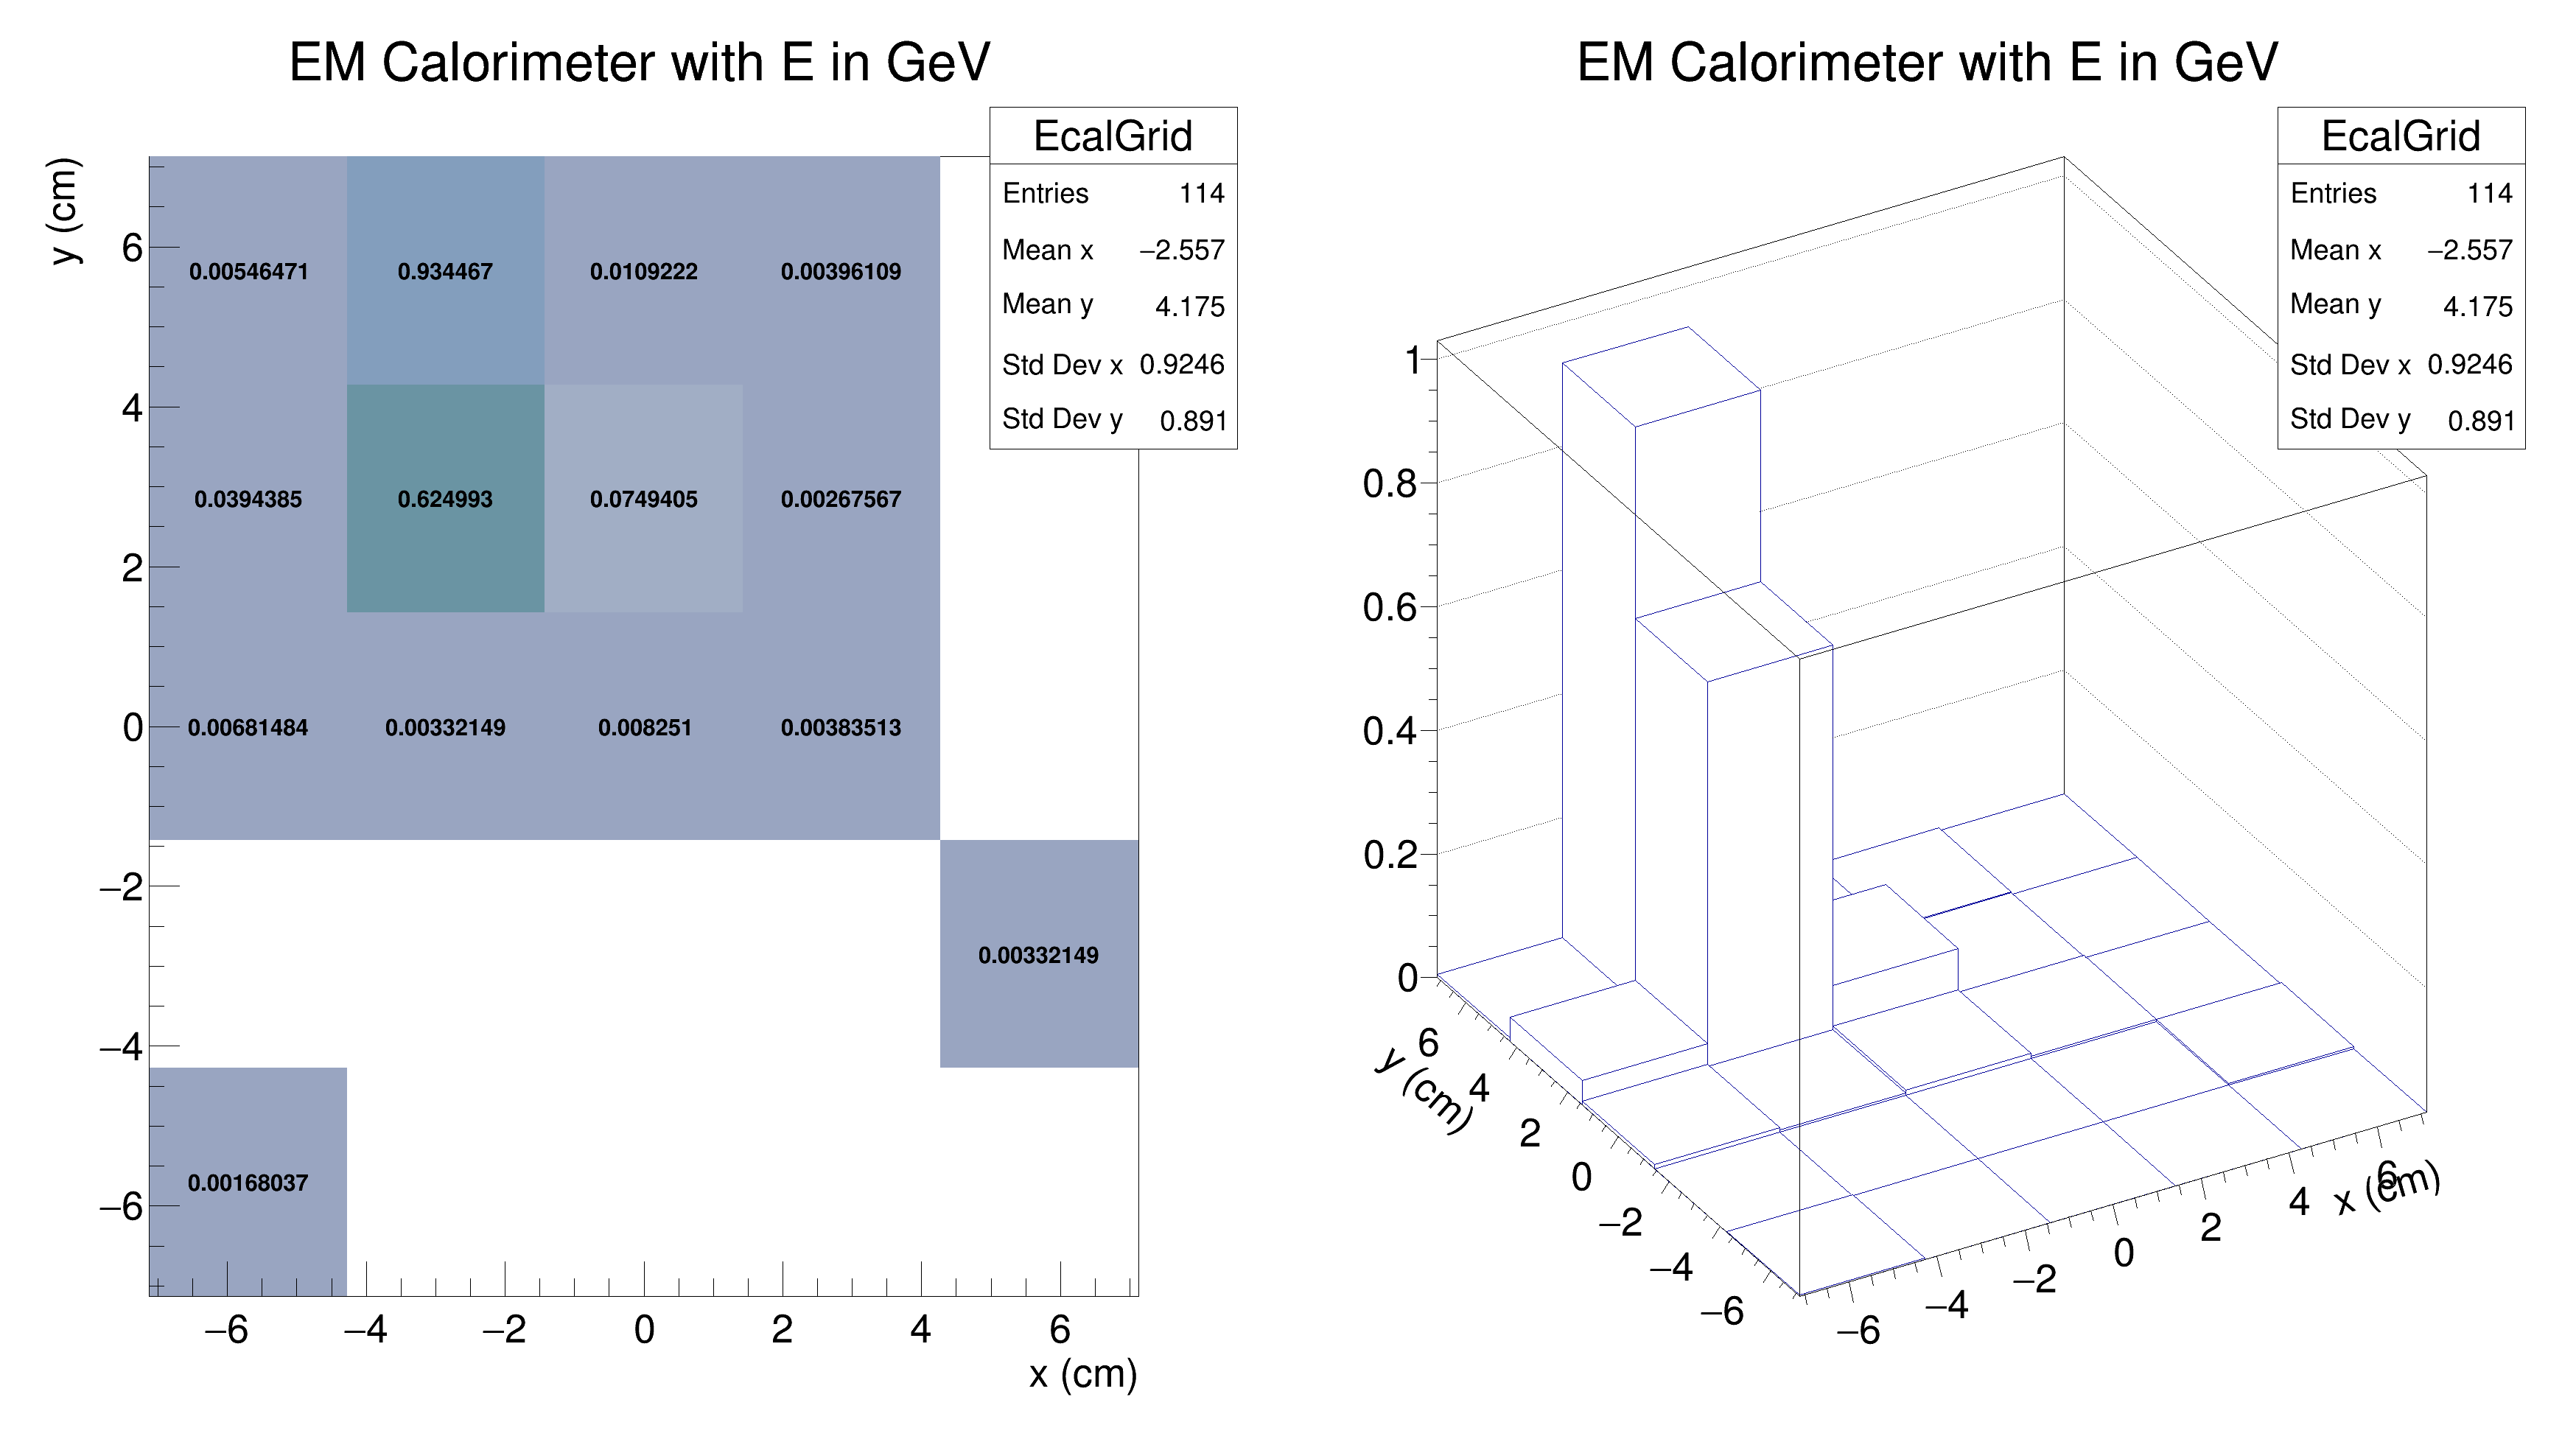 EM Calorimeter with E in GeV
EcalGrid
Entries 114
Mean x −2.557
Mean y 4.175
Std Dev x 0.9246
Std Dev y 0.891
y (cm)
6
4
2
0
−2
−4
−6
0.00546471 0.934467 0.0109222 0.00396109
0.0394385 0.624993 0.0749405 0.00267567
0.00681484 0.00332149 0.008251 0.00383513
0.00332149
0.00168037
−6 −4 −2 0 2 4 6
x (cm)
EM Calorimeter with E in GeV
EcalGrid
Entries 114
Mean x −2.557
Mean y 4.175
Std Dev x 0.9246
Std Dev y 0.891
1
0.8
0.6
0.4
0.2
0
6
4
2
0
−2
−4
−6
y (cm)
−6
−4
−2
0
2
4
6
x (cm)